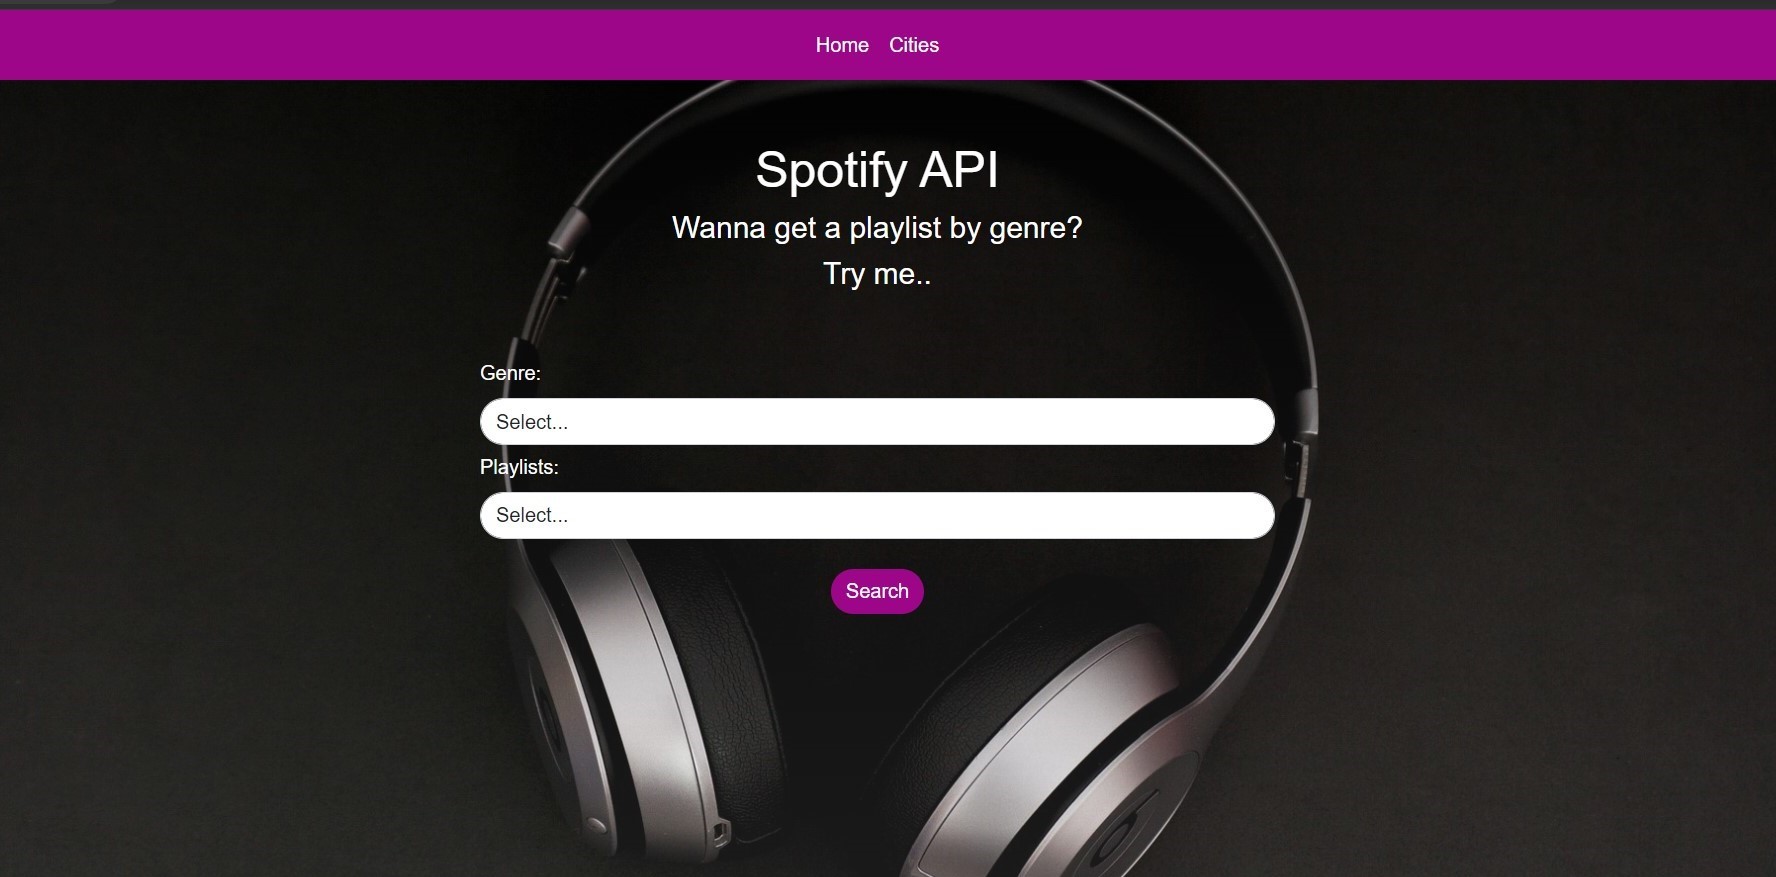 Home Cities
Spotify API
Wanna get a playlist by genre?
Try me..
Genre:
Select...
Playlists:
Select...
Search